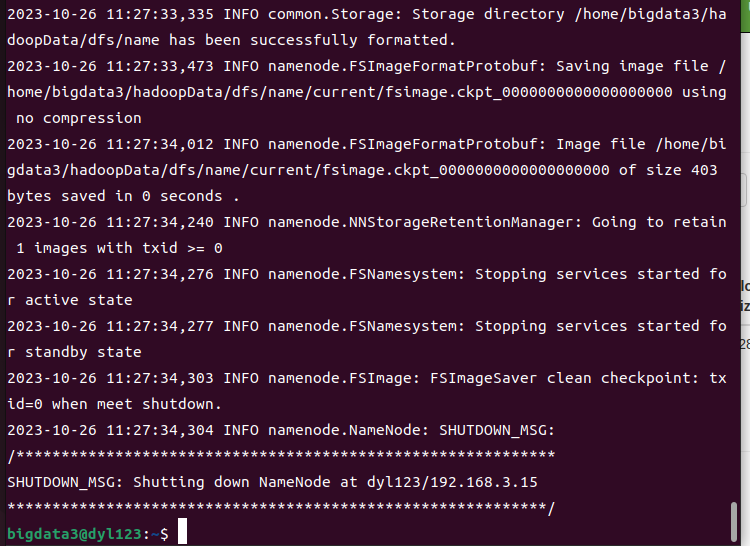 2023-10-26 11:27:33,335 INFO common.Storage: Storage directory /home/bigdata3/ha
doopData/dfs/name has been successfully formatted.
2023-10-26 11:27:33,473 INFO namenode.FSImageFormatProtobuf: Saving image file /
home/bigdata3/hadoopData/dfs/name/current/fsimage.ckpt_0000000000000000000 using
 no compression
2023-10-26 11:27:34,012 INFO namenode.FSImageFormatProtobuf: Image file /home/bi
gdata3/hadoopData/dfs/name/current/fsimage.ckpt_0000000000000000000 of size 403
bytes saved in 0 seconds .
2023-10-26 11:27:34,240 INFO namenode.NNStorageRetentionManager: Going to retain
 1 images with txid >= 0
2023-10-26 11:27:34,276 INFO namenode.FSNamesystem: Stopping services started fo
r active state
2023-10-26 11:27:34,277 INFO namenode.FSNamesystem: Stopping services started fo
r standby state
2023-10-26 11:27:34,303 INFO namenode.FSImage: FSImageSaver clean checkpoint: tx
id=0 when meet shutdown.
2023-10-26 11:27:34,304 INFO namenode.NameNode: SHUTDOWN_MSG:
/************************************************************
SHUTDOWN_MSG: Shutting down NameNode at dyl123/192.168.3.15
************************************************************/
bigdata3@dyl123:~$